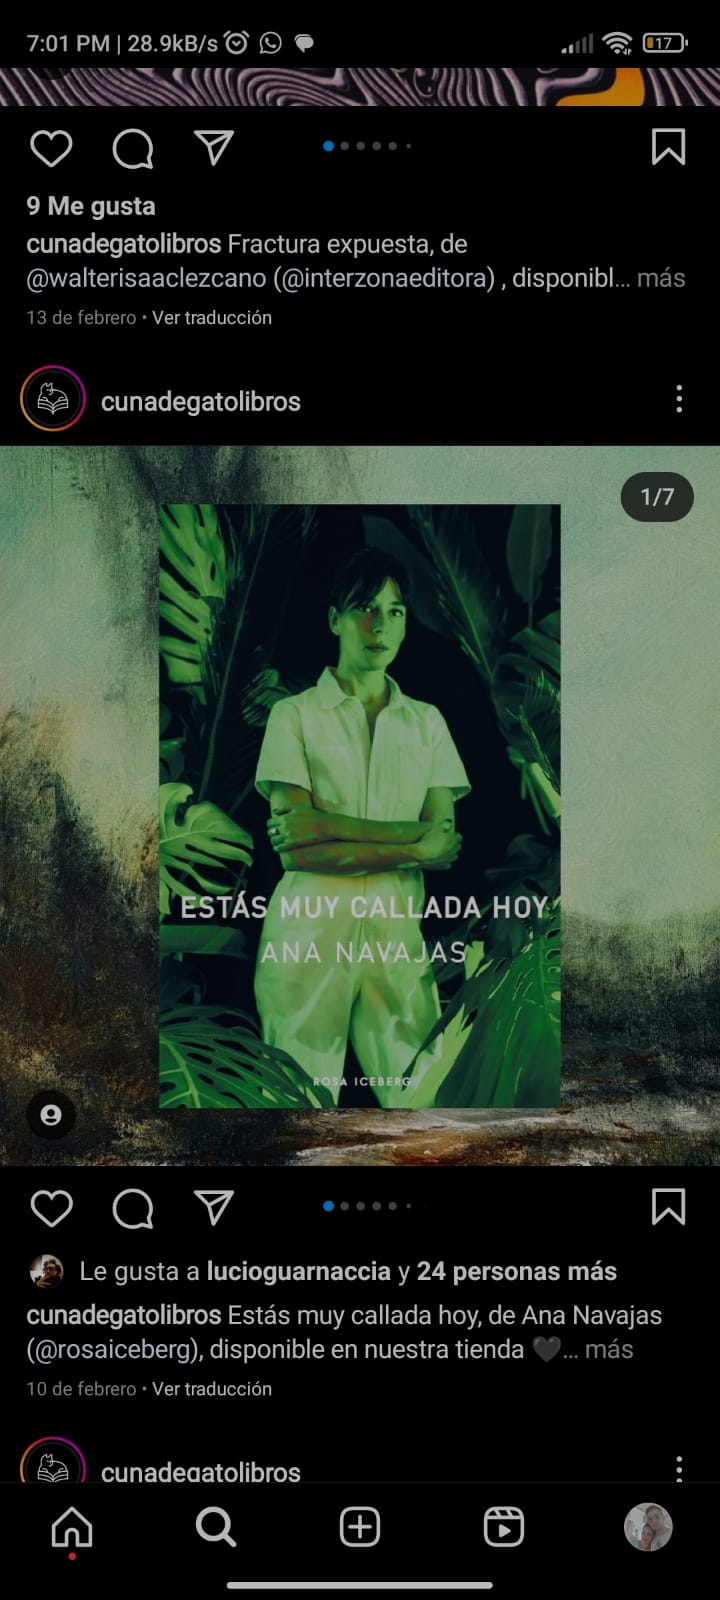 7:01 PM | 28.9kB/s
17
9 Me gusta
cunadegatolibros Fractura expuesta, de
@walterisaaclezcano (@interzonaeditora) , disponibl... más
13 de febrero • Ver traducción
cunadegatolibros
1/7
ESTÁS MUY CALLADA HOY
ANA NAVAJAS
ROSA ICEBERG
Le gusta a lucioguarnaccia y 24 personas más
cunadegatolibros Estás muy callada hoy, de Ana Navajas
(@rosaiceberg), disponible en nuestra tienda 🖤... más
10 de febrero • Ver traducción
cunadegatolibros